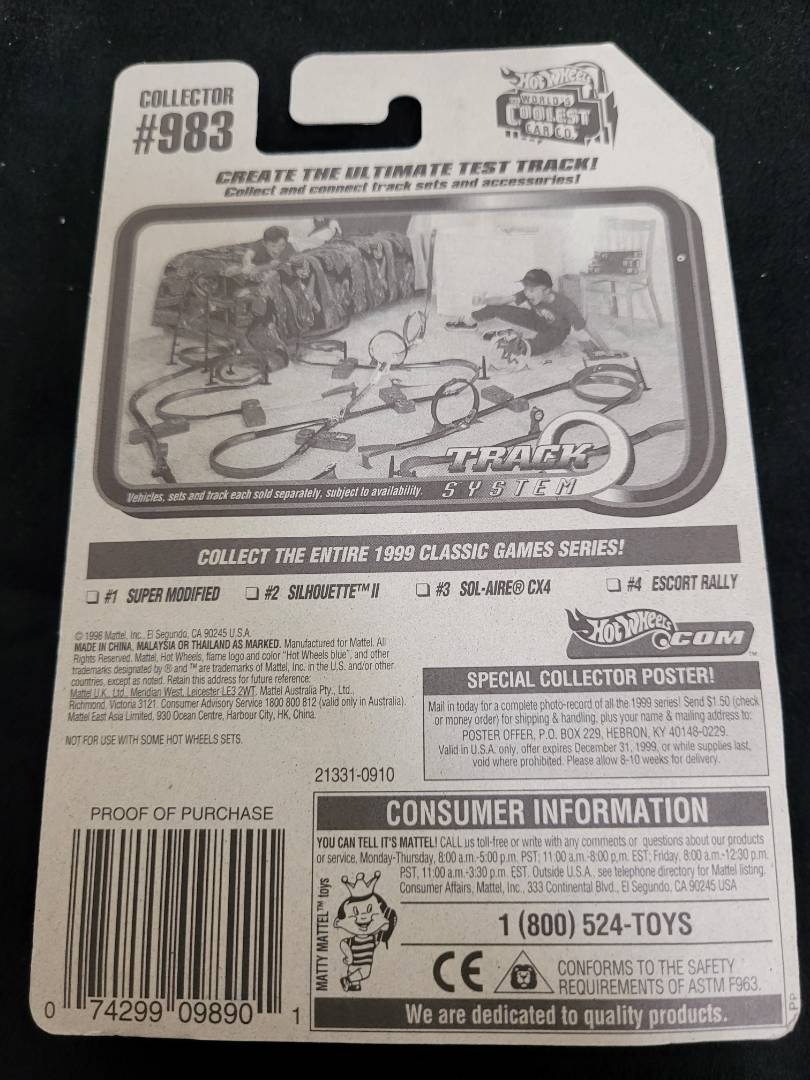 COLLECTOR
#983
HOT WHEELS
WORLD'S
COOLEST
CAR CO.
CREATE THE ULTIMATE TEST TRACK!
Collect and connect track sets and accessories!
TRACK
SYSTEM
Vehicles, sets and track each sold separately, subject to availability.
COLLECT THE ENTIRE 1999 CLASSIC GAMES SERIES!
❏ #1 SUPER MODIFIED ❏ #2 SILHOUETTE™ II ❏ #3 SOL-AIRE® CX4 ❏ #4 ESCORT RALLY
© 1996 Mattel, Inc. El Segundo, CA 90245 U.S.A.
MADE IN CHINA, MALAYSIA OR THAILAND AS MARKED. Manufactured for Mattel. All
Rights Reserved. Mattel, Hot Wheels, flame logo and color "Hot Wheels blue", and other
trademarks designated by ® and ™ are trademarks of Mattel, Inc. in the U.S. and/or other
countries, except as noted. Retain this address for future reference:
Mattel U.K. Ltd., Meridian West, Leicester LE3 2WT. Mattel Australia Pty., Ltd.,
Richmond, Victoria 3121. Consumer Advisory Service 1800 800 812 (valid only in Australia).
Mattel East Asia Limited, 930 Ocean Centre, Harbour City, HK, China.
NOT FOR USE WITH SOME HOT WHEELS SETS.
21331-0910
Hot Wheels
.COM ™
SPECIAL COLLECTOR POSTER!
Mail in today for a complete photo-record of all the 1999 series! Send $1.50 (check
or money order) for shipping & handling, plus your name & mailing address to:
POSTER OFFER, P.O. BOX 229, HEBRON, KY 40148-0229.
Valid in U.S.A. only, offer expires December 31, 1999, or while supplies last,
void where prohibited. Please allow 8-10 weeks for delivery.
PROOF OF PURCHASE
0 74299 09890 1
CONSUMER INFORMATION
YOU CAN TELL IT'S MATTEL! CALL us toll-free or write with any comments or questions about our products
or service, Monday-Thursday, 8:00 a.m.-5:00 p.m. PST; 11:00 a.m.-8:00 p.m. EST; Friday, 8:00 a.m.-12:30 p.m.
PST, 11:00 a.m.-3:30 p.m. EST. Outside U.S.A., see telephone directory for Mattel listing.
Consumer Affairs, Mattel, Inc., 333 Continental Blvd., El Segundo, CA 90245 USA
MATTY MATTEL™ toys
1 (800) 524-TOYS
CE
CONFORMS TO THE SAFETY
REQUIREMENTS OF ASTM F963.
We are dedicated to quality products.
PP